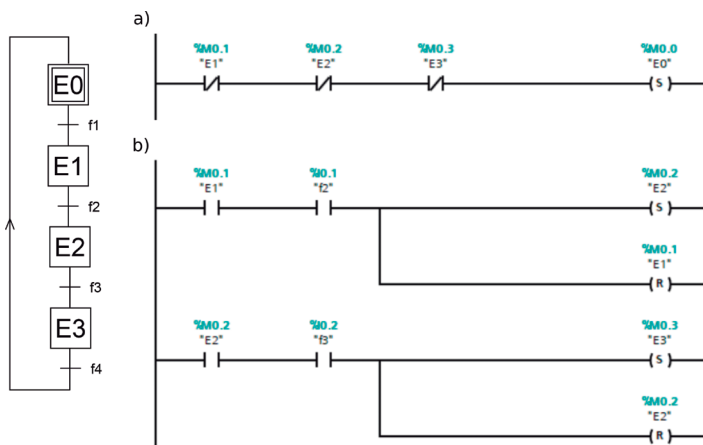 E0
f1
E1
f2
E2
f3
E3
f4
a)
%M0.1 %M0.2 %M0.3 %M0.0
"E1" "E2" "E3" "E0"
S
b)
%M0.1 %I0.1 %M0.2
"E1" "f2" "E2"
S
%M0.1
"E1"
R
%M0.2 %I0.2 %M0.3
"E2" "f3" "E3"
S
%M0.2
"E2"
R